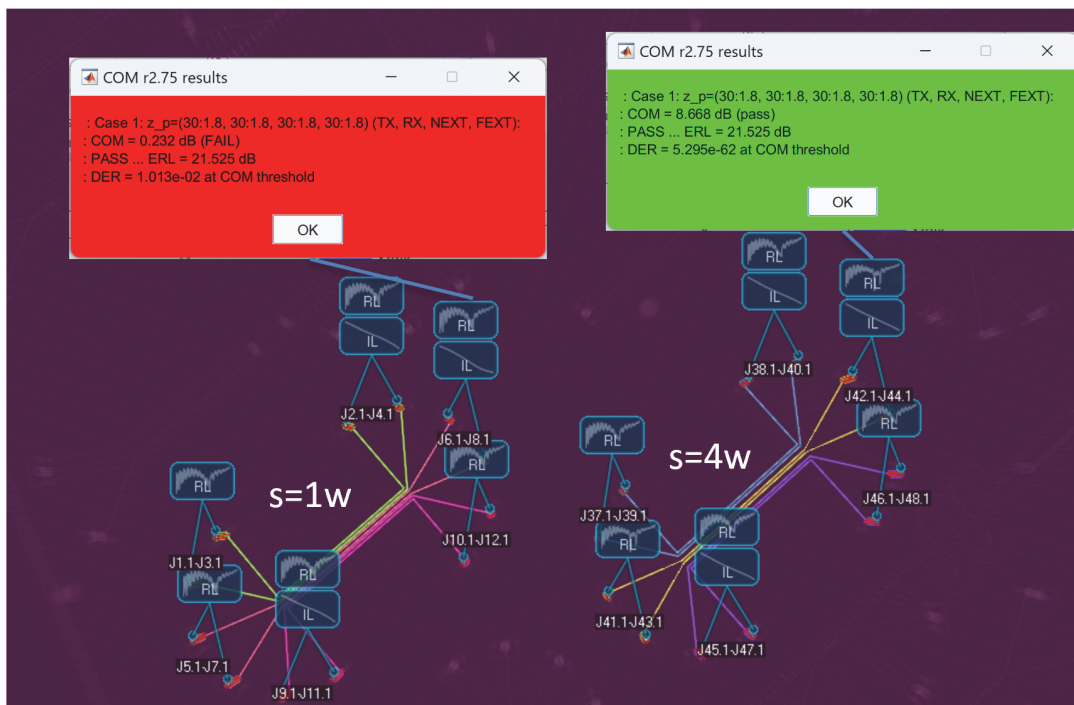 COM r2.75 results
: Case 1: z_p=(30:1.8, 30:1.8, 30:1.8, 30:1.8) (TX, RX, NEXT, FEXT):
: COM = 0.232 dB (FAIL)
: PASS ... ERL = 21.525 dB
: DER = 1.013e-02 at COM threshold
OK
COM r2.75 results
: Case 1: z_p=(30:1.8, 30:1.8, 30:1.8, 30:1.8) (TX, RX, NEXT, FEXT):
: COM = 8.668 dB (pass)
: PASS ... ERL = 21.525 dB
: DER = 5.295e-62 at COM threshold
OK
RL
IL
J2.1-J4.1
RL
IL
J6.1-J8.1
RL
J10.1-J12.1
s=1w
RL
J1.1-J3.1
RL
J5.1-J7.1
RL
IL
J9.1-J11.1
RL
IL
J38.1-J40.1
RL
IL
J42.1-J44.1
RL
J46.1-J48.1
s=4w
RL
J37.1-J39.1
RL
J41.1-J43.1
RL
IL
J45.1-J47.1